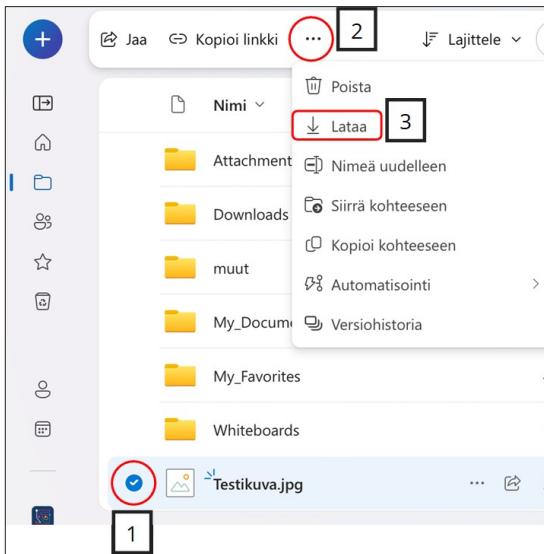 Jaa Kopioi linkki ... 2 Lajittele
Nimi
Poista
Lataa 3
Attachment
Nimeä uudelleen
Downloads
Siirrä kohteeseen
Kopioi kohteeseen
muut
Automatisointi
My_Docum
Versiohistoria
My_Favorites
Whiteboards
Testikuva.jpg ...
1